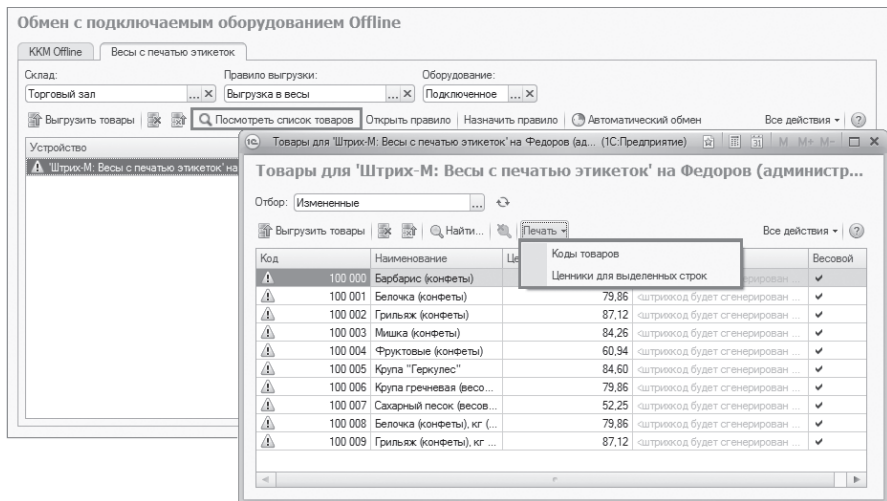 Обмен с подключаемым оборудованием Offline
ККМ Offline Весы с печатью этикеток
Склад: Правило выгрузки: Оборудование:
Торговый зал ... X Выгрузка в весы ... X Подключенное ... X
Выгрузить товары Посмотреть список товаров Открыть правило Назначить правило Автоматический обмен Все действия
Устройство
'Штрих-М: Весы с печатью этикеток' на
Товары для 'Штрих-М: Весы с печатью этикеток' на Федоров (ад... (1С:Предприятие) M M+ M-
Товары для 'Штрих-М: Весы с печатью этикеток' на Федоров (администр...
Отбор: Измененные ...
Выгрузить товары Найти... Печать Все действия
Коды товаров
Ценники для выделенных строк
Код Наименование Це Весовой
100 000 Барбарис (конфеты) сгенерирован ...
100 001 Белочка (конфеты) 79,86 <штрихкод будет сгенерирован ...
100 002 Грильяж (конфеты) 87,12 <штрихкод будет сгенерирован ...
100 003 Мишка (конфеты) 84,26 <штрихкод будет сгенерирован ...
100 004 Фруктовые (конфеты) 60,94 <штрихкод будет сгенерирован ...
100 005 Крупа "Геркулес" 84,60 <штрихкод будет сгенерирован ...
100 006 Крупа гречневая (весо... 79,86 <штрихкод будет сгенерирован ...
100 007 Сахарный песок (весов... 52,25 <штрихкод будет сгенерирован ...
100 008 Белочка (конфеты), кг (... 79,86 <штрихкод будет сгенерирован ...
100 009 Грильяж (конфеты), кг ... 87,12 <штрихкод будет сгенерирован ...